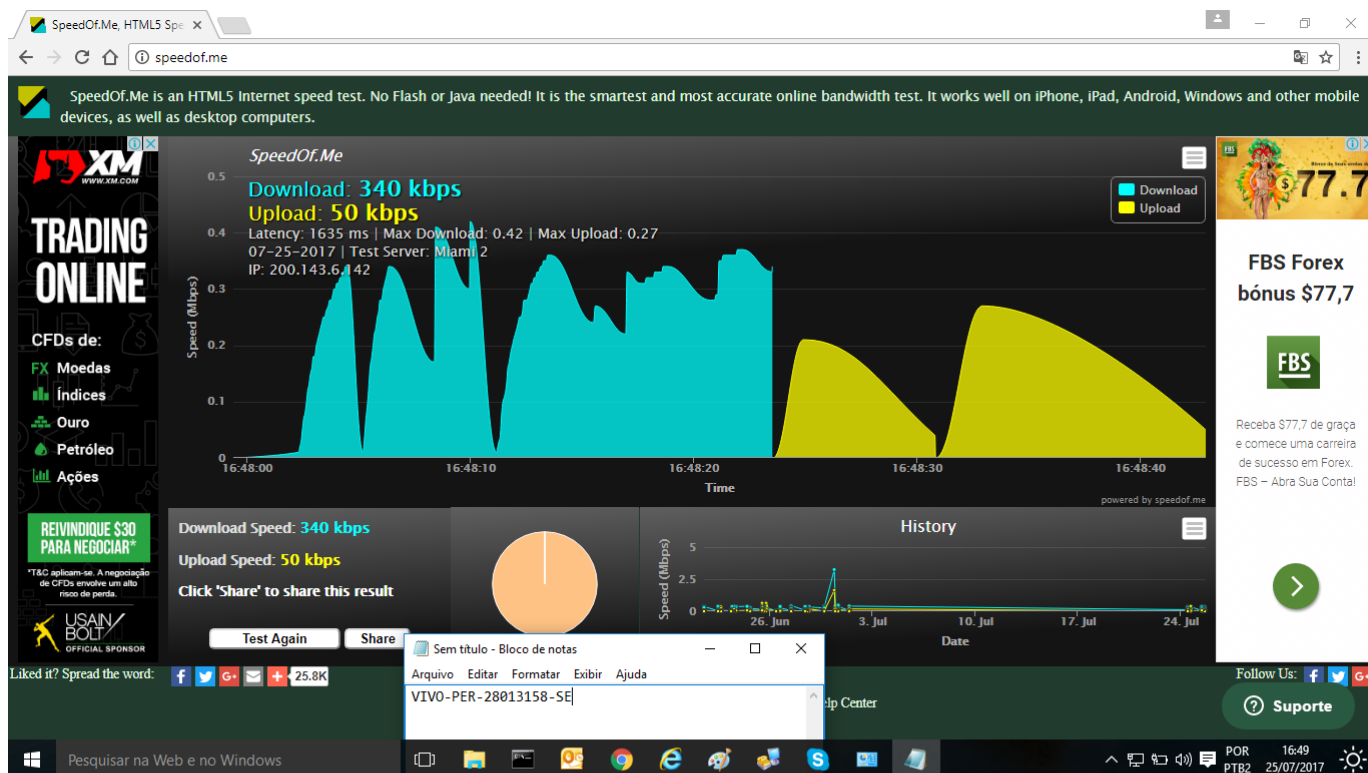 SpeedOf.Me, HTML5 Spe
speedof.me
SpeedOf.Me is an HTML5 Internet speed test. No Flash or Java needed! It is the smartest and most accurate online bandwidth test. It works well on iPhone, iPad, Android, Windows and other mobile
devices, as well as desktop computers.
XM
WWW.XM.COM
TRADING
ONLINE
CFDs de:
FX Moedas
Índices
Ouro
Petróleo
Ações
REIVINDIQUE $30
PARA NEGOCIAR*
*T&C aplicam-se. A negociação
de CFDs envolve um alto
risco de perda.
USAIN
BOLT
OFFICIAL SPONSOR
SpeedOf.Me
Download: 340 kbps
Upload: 50 kbps
Latency: 1635 ms | Max Download: 0.42 | Max Upload: 0.27
07-25-2017 | Test Server: Miami 2
IP: 200.143.6.142
Download
Upload
Speed (Mbps)
0.5
0.4
0.3
0.2
0.1
0
16:48:00 16:48:10 16:48:20 16:48:30 16:48:40
Time
powered by speedof.me
FBS
77.7
FBS Forex
bónus $77,7
FBS
Receba $77,7 de graça
e comece uma carreira
de sucesso em Forex.
FBS – Abra Sua Conta!
Download Speed: 340 kbps
Upload Speed: 50 kbps
Click 'Share' to share this result
Test Again Share
History
Speed (Mbps)
5
2.5
0
26. Jun 3. Jul 10. Jul 17. Jul 24. Jul
Date
Sem título - Bloco de notas
Arquivo Editar Formatar Exibir Ajuda
VIVO-PER-28013158-SE
Liked it? Spread the word:
25.8K
Follow Us:
Center
Suporte
Pesquisar na Web e no Windows
POR
PTB2
16:49
25/07/2017